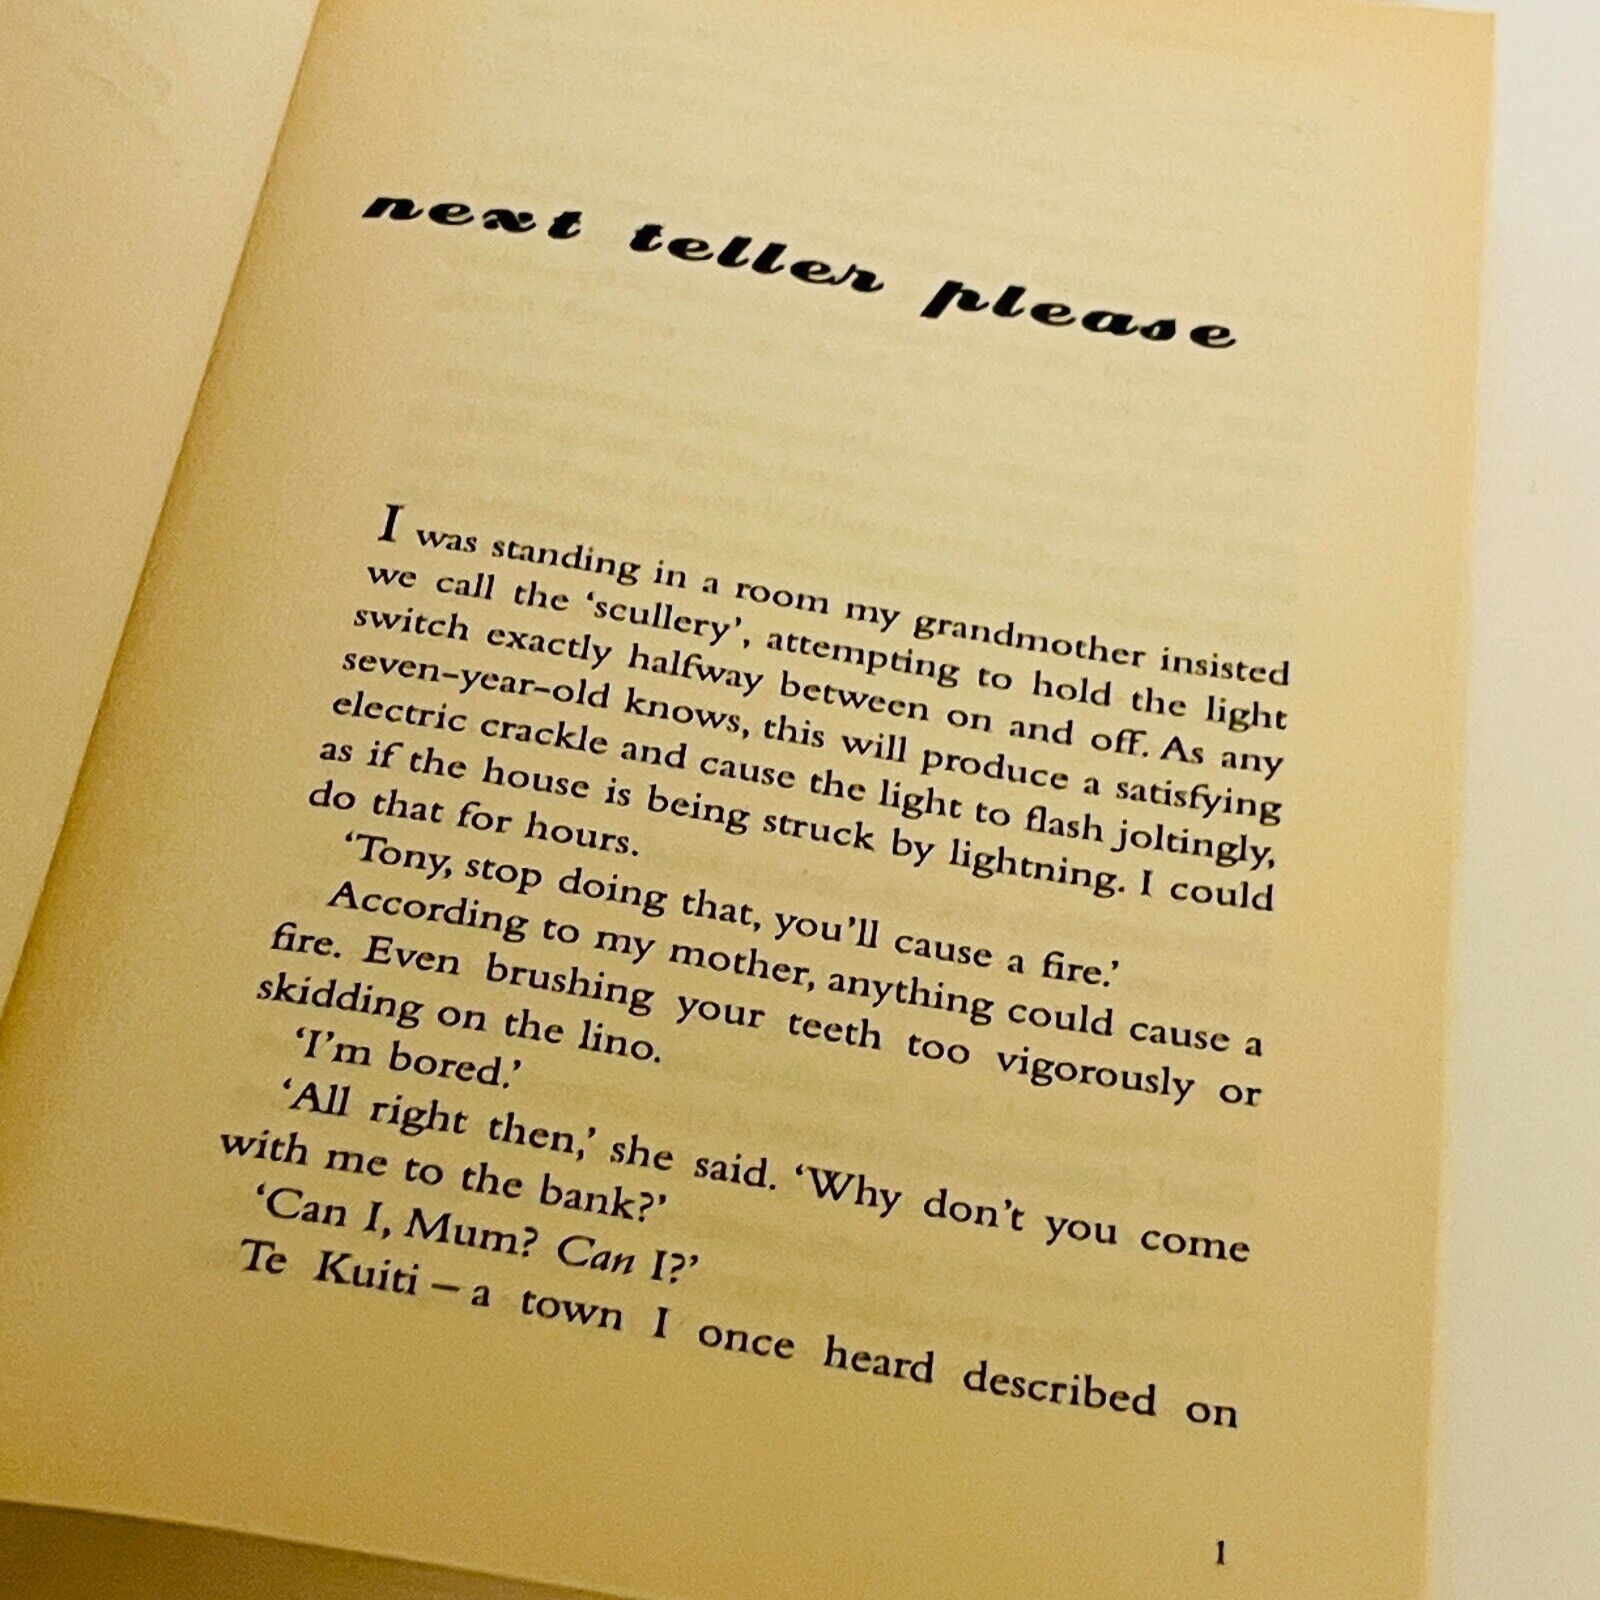 next teller please
I was standing in a room my grandmother insisted
we call the ‘scullery’, attempting to hold the light
switch exactly halfway between on and off. As any
seven-year-old knows, this will produce a satisfying
electric crackle and cause the light to flash joltingly,
as if the house is being struck by lightning. I could
do that for hours.
‘Tony, stop doing that, you’ll cause a fire.’
According to my mother, anything could cause a
fire. Even brushing your teeth too vigorously or
skidding on the lino.
‘I’m bored.’
‘All right then,’ she said. ‘Why don’t you come
with me to the bank?’
‘Can I, Mum? Can I?’
Te Kuiti – a town I once heard described on
1